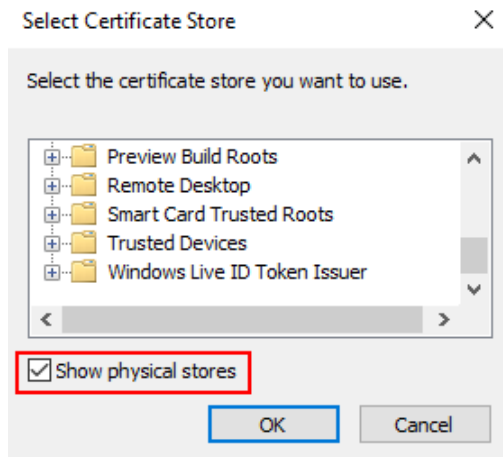 Select Certificate Store
Select the certificate store you want to use.
Preview Build Roots
Remote Desktop
Smart Card Trusted Roots
Trusted Devices
Windows Live ID Token Issuer
Show physical stores
OK Cancel